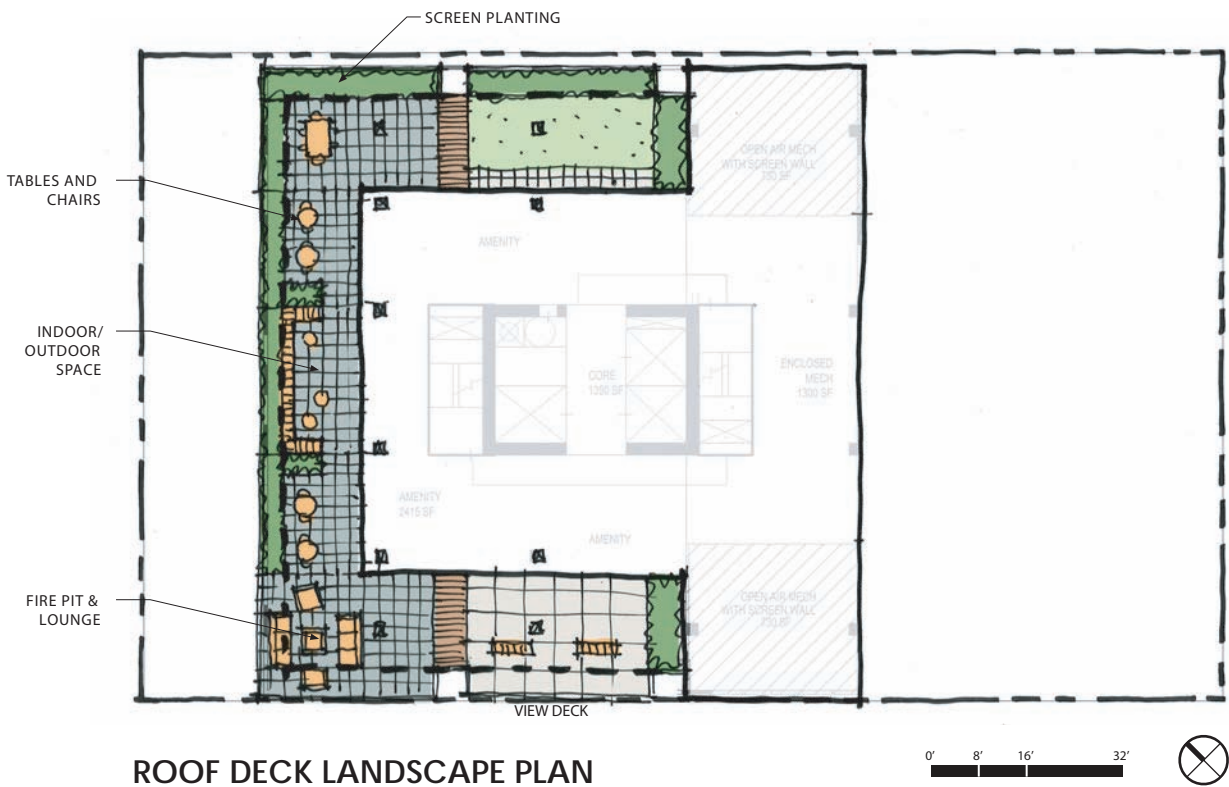 SCREEN PLANTING
TABLES AND
CHAIRS
INDOOR/
OUTDOOR
SPACE
FIRE PIT &
LOUNGE
OPEN AIR MECH
WITH SCREEN WALL
AMENITY
CORE
ENCLOSED
MECH
1300 SF
AMENITY
2415 SF
AMENITY
OPEN AIR MECH
WITH SCREEN WALL
VIEW DECK
ROOF DECK LANDSCAPE PLAN
0' 8' 16' 32'